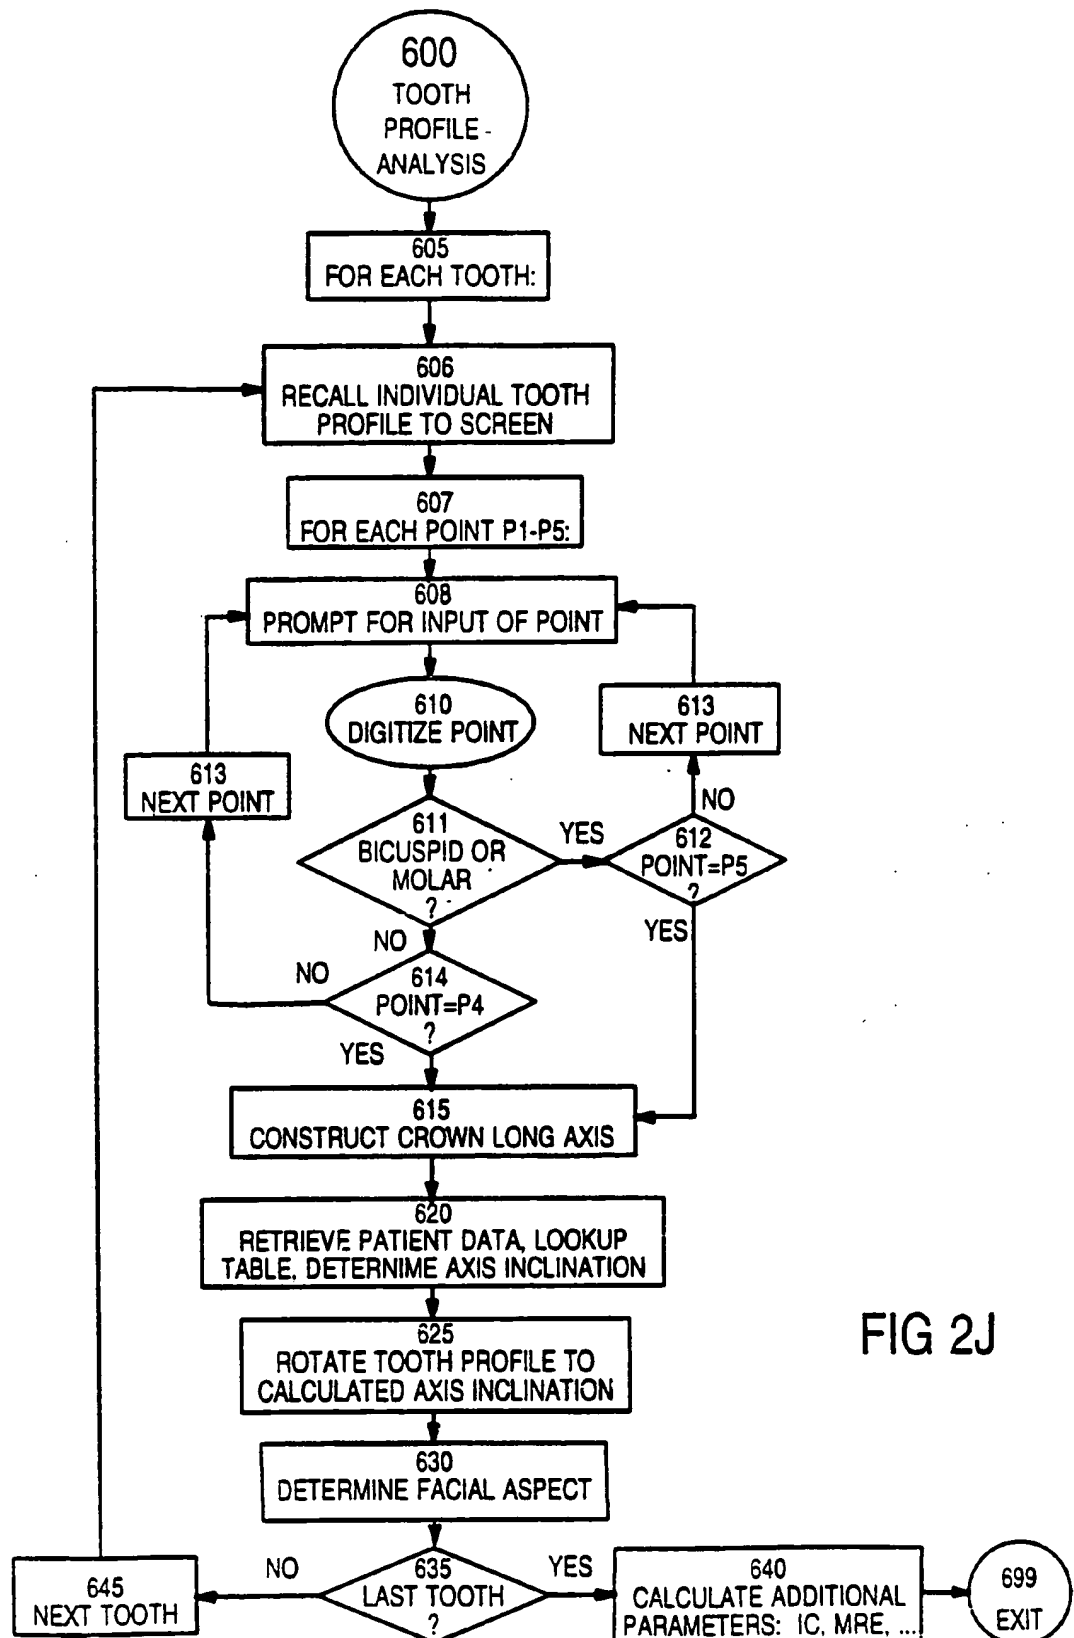 600
TOOTH
PROFILE
ANALYSIS
605
FOR EACH TOOTH:
606
RECALL INDIVIDUAL TOOTH
PROFILE TO SCREEN
607
FOR EACH POINT P1-P5:
608
PROMPT FOR INPUT OF POINT
610
DIGITIZE POINT
613
NEXT POINT
613
NEXT POINT
NO
611
BICUSPID OR
MOLAR
?
YES
612
POINT=P5
?
YES
NO
NO
614
POINT=P4
?
YES
615
CONSTRUCT CROWN LONG AXIS
620
RETRIEVE PATIENT DATA, LOOKUP
TABLE, DETERNIME AXIS INCLINATION
625
ROTATE TOOTH PROFILE TO
CALCULATED AXIS INCLINATION
FIG 2J
630
DETERMINE FACIAL ASPECT
635
LAST TOOTH
?
NO
YES
645
NEXT TOOTH
640
CALCULATE ADDITIONAL
PARAMETERS: IC, MRE, ...
699
EXIT